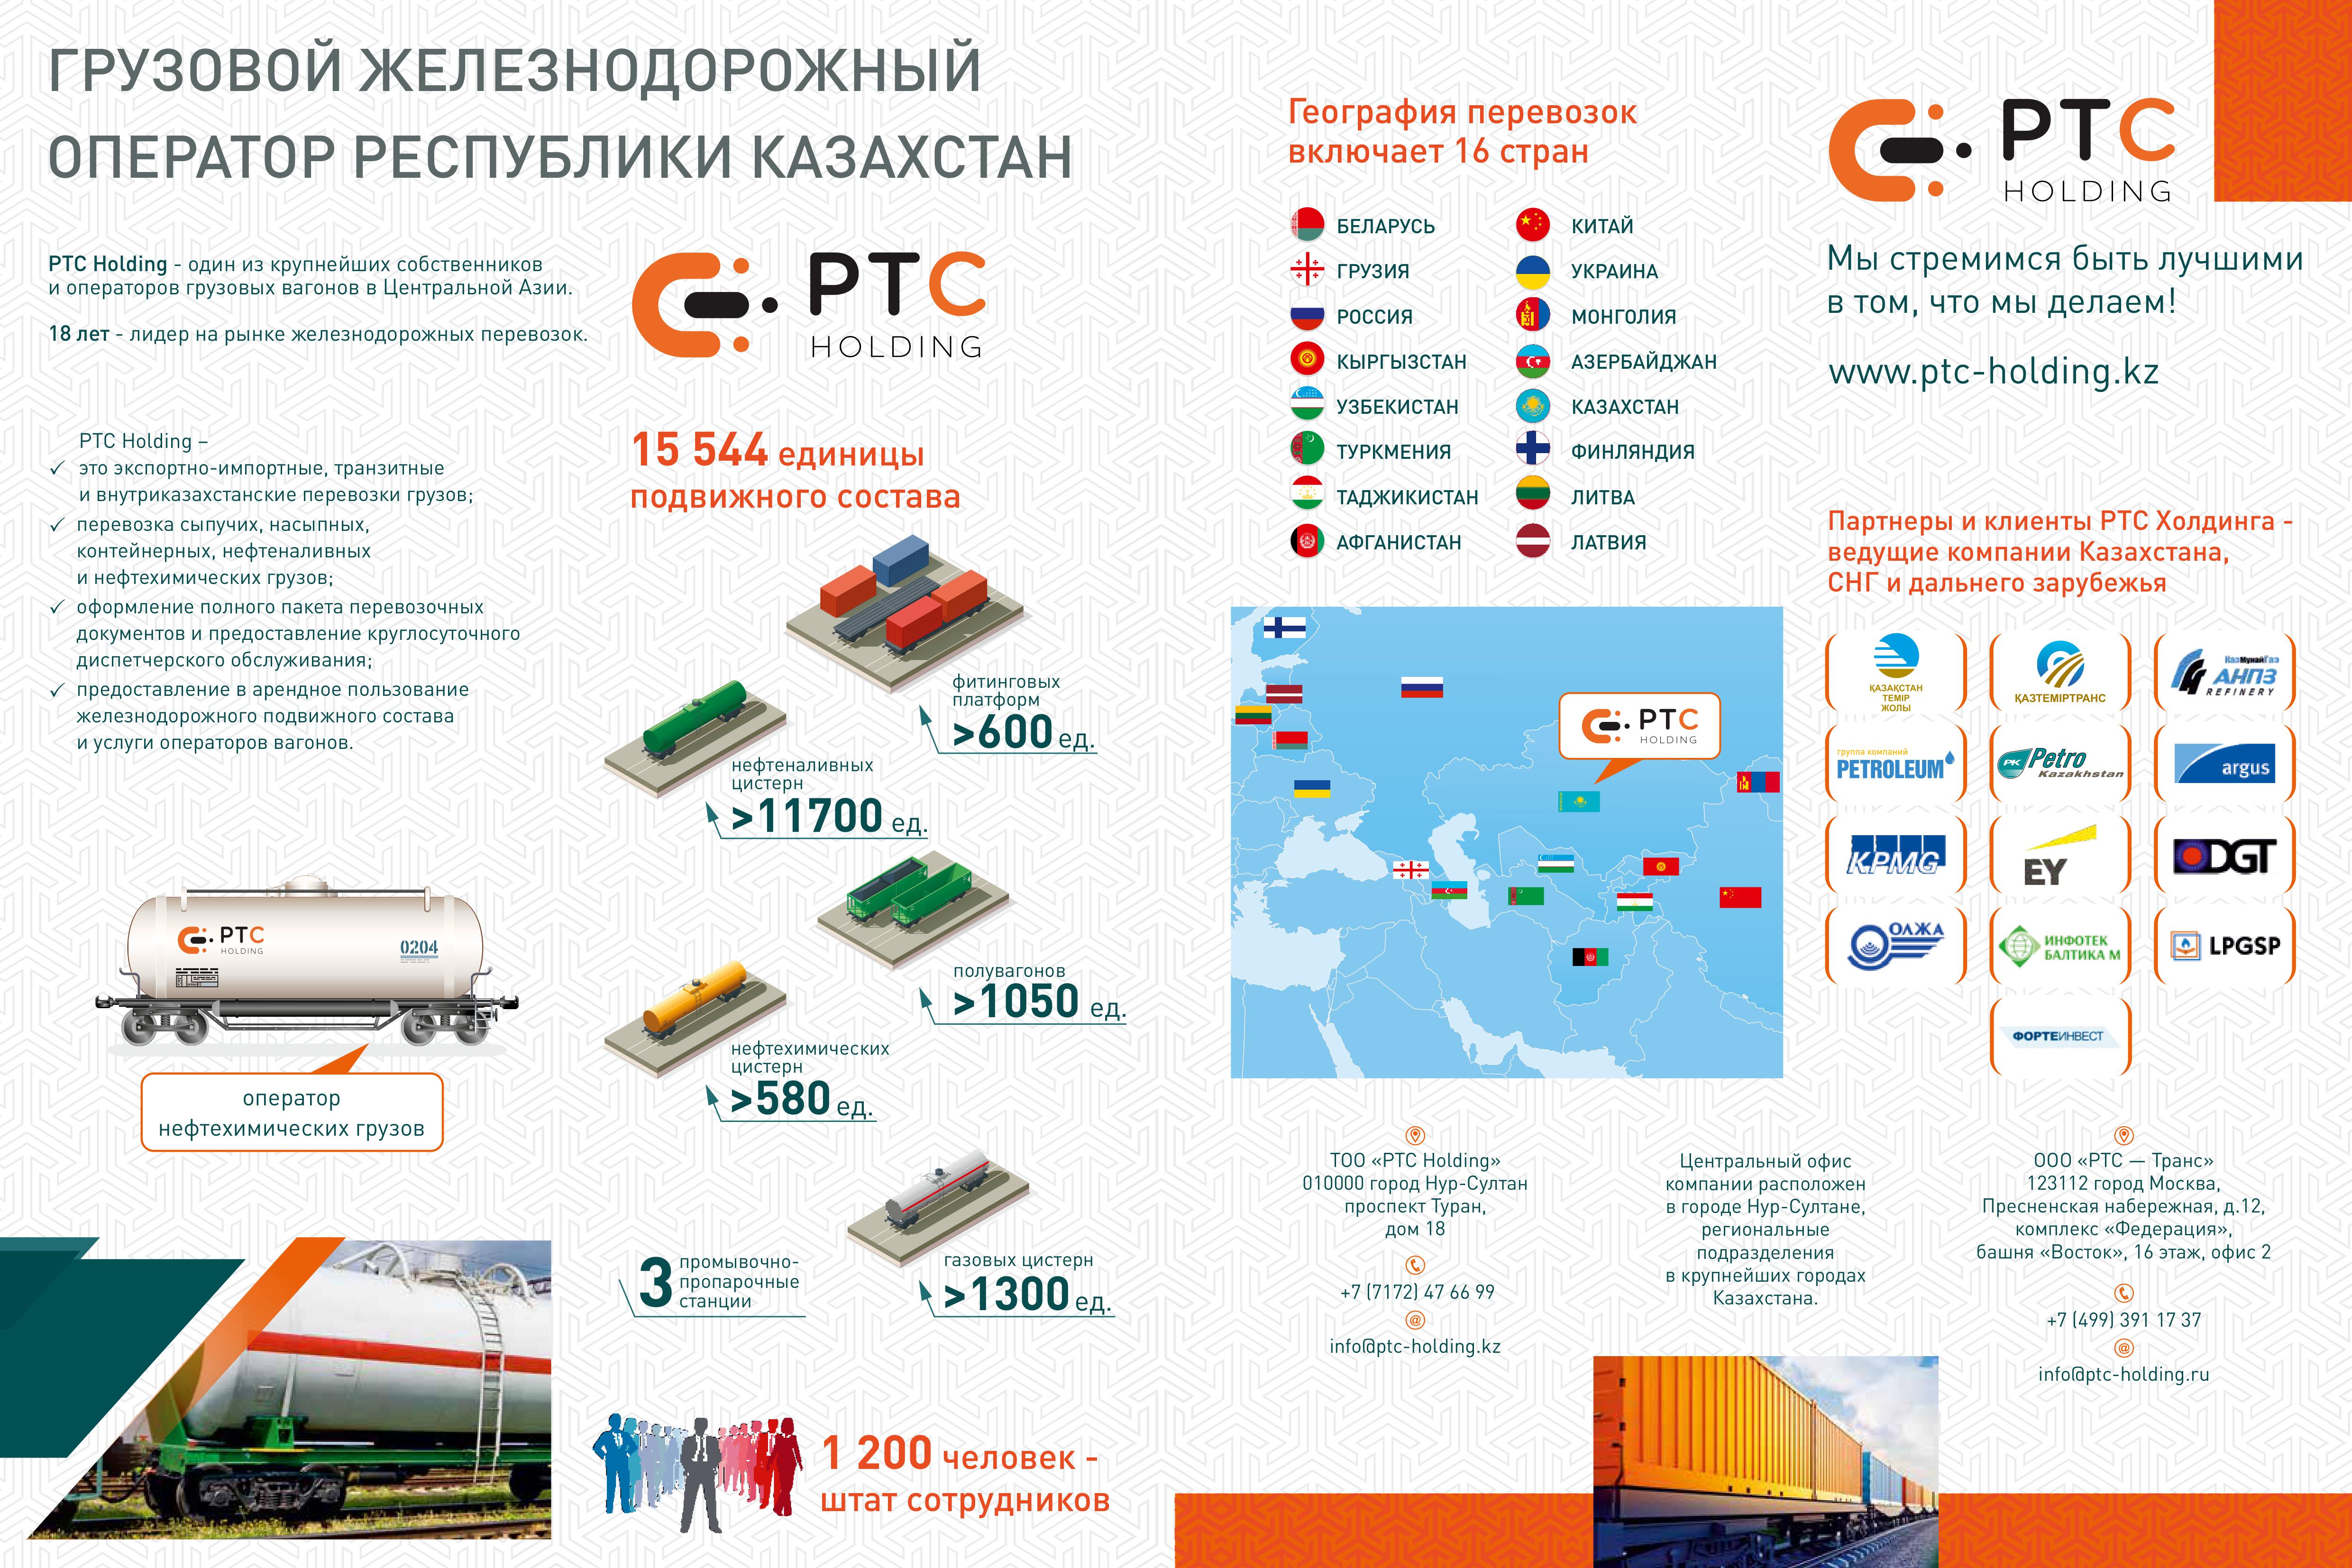 ГРУЗОВОЙ ЖЕЛЕЗНОДОРОЖНЫЙ
ОПЕРАТОР РЕСПУБЛИКИ КАЗАХСТАН
PTC Holding - один из крупнейших собственников
и операторов грузовых вагонов в Центральной Азии.
18 лет - лидер на рынке железнодорожных перевозок.
PTC
HOLDING
PTC Holding –
✓ это экспортно-импортные, транзитные
и внутриказахстанские перевозки грузов;
✓ перевозка сыпучих, насыпных,
контейнерных, нефтеналивных
и нефтехимических грузов;
✓ оформление полного пакета перевозочных
документов и предоставление круглосуточного
диспетчерского обслуживания;
✓ предоставление в арендное пользование
железнодорожного подвижного состава
и услуги операторов вагонов.
PTC
HOLDING
0204
оператор
нефтехимических грузов
15 544 единицы
подвижного состава
фитинговых
платформ
>600 ед.
нефтеналивных
цистерн
>11700 ед.
полувагонов
>1050 ед.
нефтехимических
цистерн
>580 ед.
газовых цистерн
>1300 ед.
3 промывочно-
пропарочные
станции
1 200 человек -
штат сотрудников
География перевозок
включает 16 стран
БЕЛАРУСЬ
ГРУЗИЯ
РОССИЯ
КЫРГЫЗСТАН
УЗБЕКИСТАН
ТУРКМЕНИЯ
ТАДЖИКИСТАН
АФГАНИСТАН
КИТАЙ
УКРАИНА
МОНГОЛИЯ
АЗЕРБАЙДЖАН
КАЗАХСТАН
ФИНЛЯНДИЯ
ЛИТВА
ЛАТВИЯ
PTC
HOLDING
PTC
HOLDING
Мы стремимся быть лучшими
в том, что мы делаем!
www.ptc-holding.kz
Партнеры и клиенты РТС Холдинга -
ведущие компании Казахстана,
СНГ и дальнего зарубежья
ҚАЗАҚСТАН
ТЕМІР
ЖОЛЫ
ҚАЗТЕМІРТРАНС
КазМунайГаз
АНПЗ
REFINERY
группа компаний
PETROLEUM
PK Petro
Kazakhstan
argus
KPMG
EY
DGT
ОЛЖА
ИНФОТЕК
БАЛТИКА М
LPGSP
ФОРТЕИНВЕСТ
ТОО «PTC Holding»
010000 город Нур-Султан
проспект Туран,
дом 18
+7 (7172) 47 66 99
info@ptc-holding.kz
Центральный офис
компании расположен
в городе Нур-Султане,
региональные
подразделения
в крупнейших городах
Казахстана.
ООО «РТС — Транс»
123112 город Москва,
Пресненская набережная, д.12,
комплекс «Федерация»,
башня «Восток», 16 этаж, офис 2
+7 (499) 391 17 37
info@ptc-holding.ru